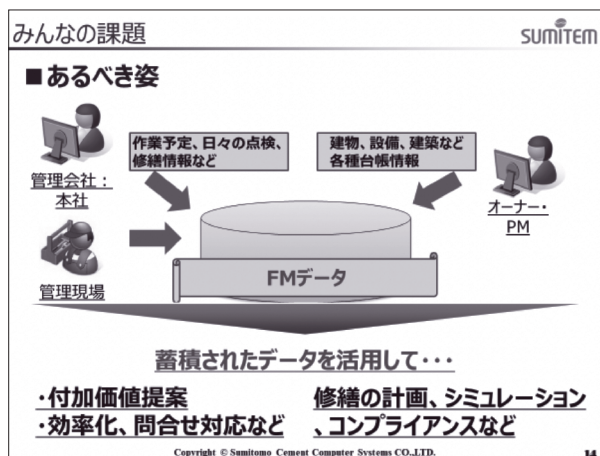 みんなの課題
SUMITEM
■あるべき姿
作業予定、日々の点検、
修繕情報など
建物、設備、建築など
各種台帳情報
管理会社：
本社
オーナー・
PM
管理現場
FMデータ
蓄積されたデータを活用して・・・
・付加価値提案
・効率化、問合せ対応など
修繕の計画、シミュレーション
、コンプライアンスなど
Copyright © Sumitomo Cement Computer Systems CO.,LTD.
14